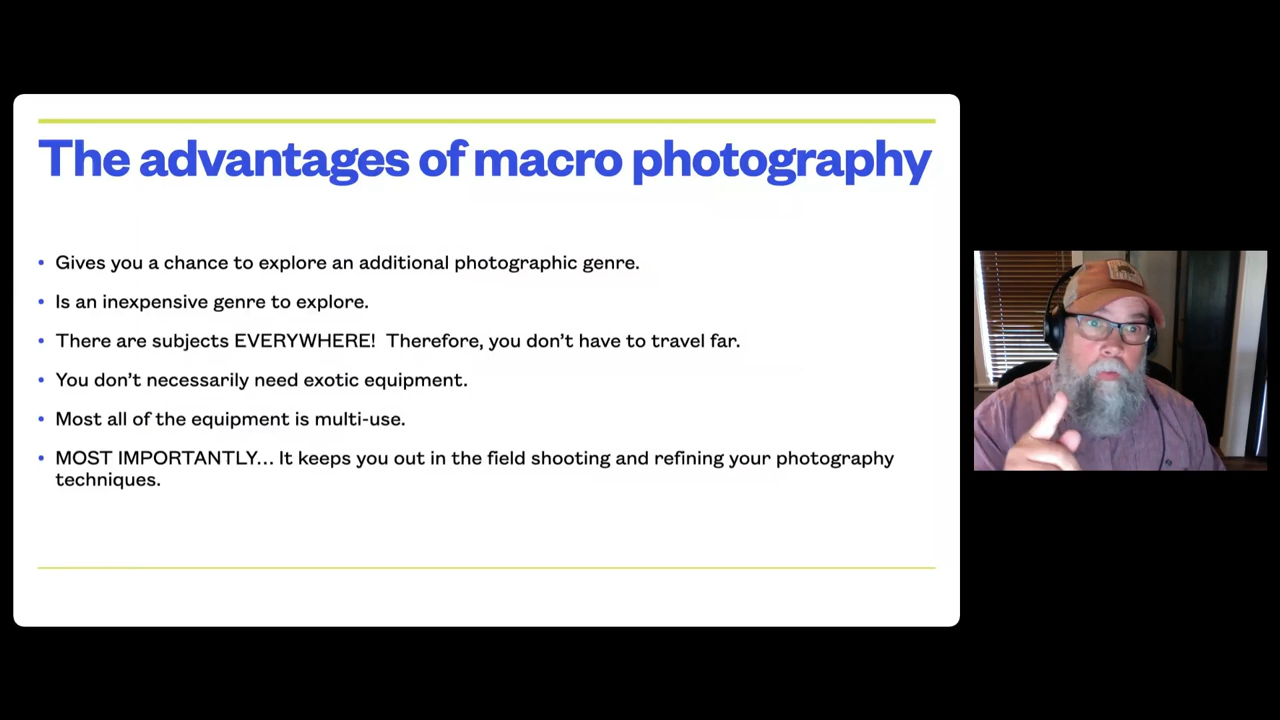 The advantages of macro photography
• Gives you a chance to explore an additional photographic genre.
• Is an inexpensive genre to explore.
• There are subjects EVERYWHERE!  Therefore, you don’t have to travel far.
• You don’t necessarily need exotic equipment.
• Most all of the equipment is multi-use.
• MOST IMPORTANTLY... It keeps you out in the field shooting and refining your photography
techniques.